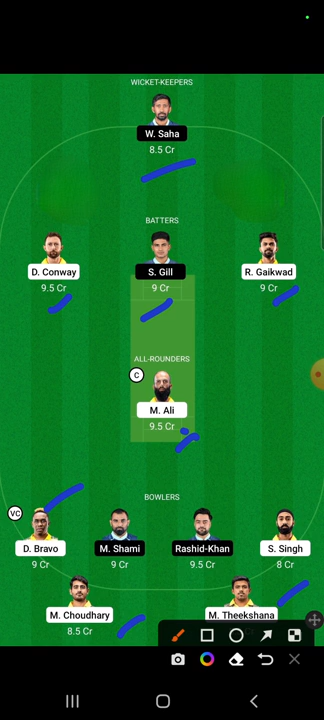 WICKET-KEEPERS
W. Saha
8.5 Cr
BATTERS
D. Conway
S. Gill
R. Gaikwad
9.5 Cr
9 Cr
9 Cr
ALL-ROUNDERS
C
M. Ali
9.5 Cr
BOWLERS
VC
D. Bravo
M. Shami
Rashid-Khan
S. Singh
9 Cr
9 Cr
9.5 Cr
8 Cr
M. Choudhary
M. Theekshana
8.5 Cr